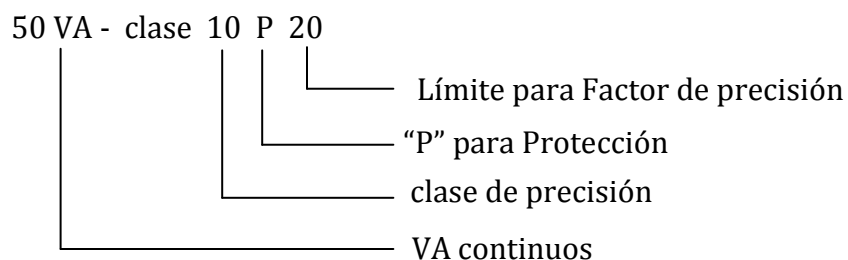 50 VA - clase 10 P 20
Límite para Factor de precisión
“P” para Protección
clase de precisión
VA continuos